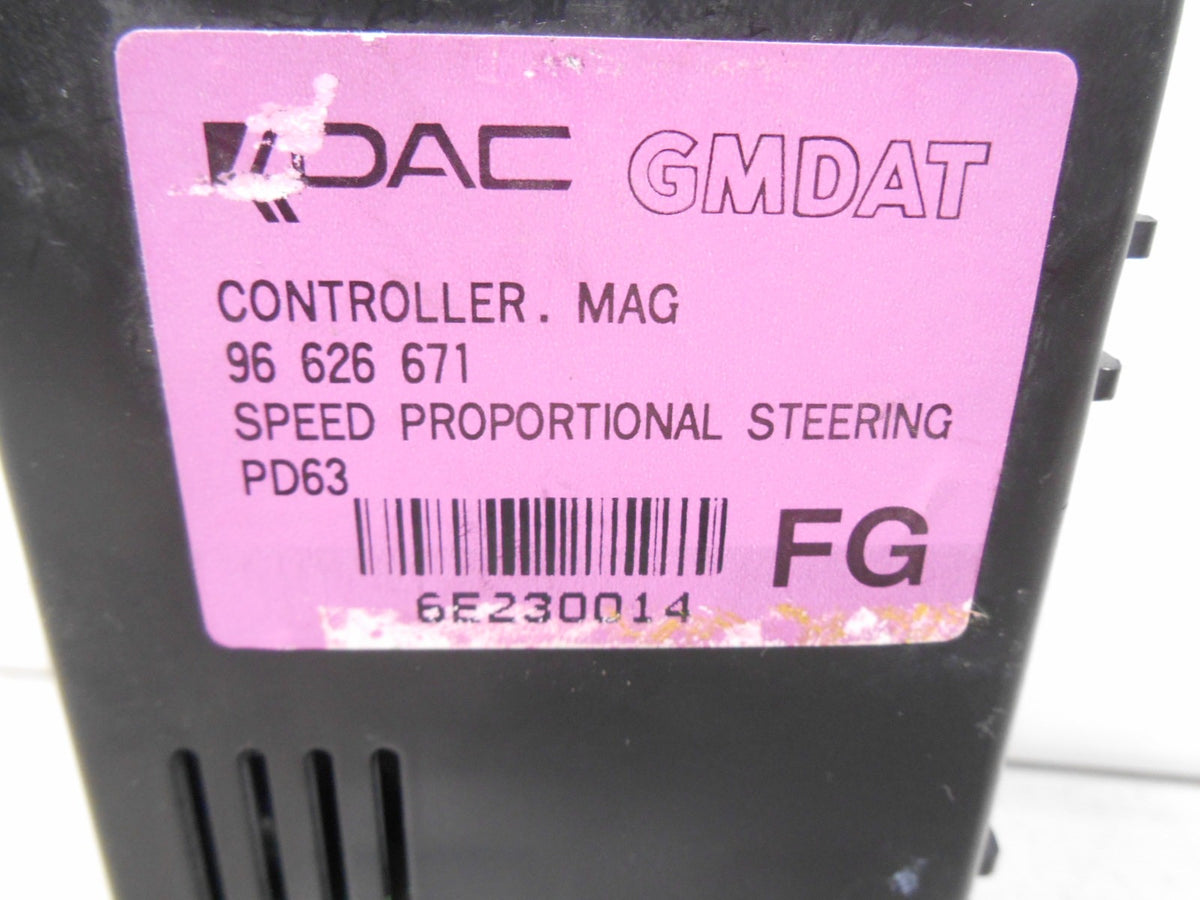 DAC GMDAT
CONTROLLER. MAG
96 626 671
SPEED PROPORTIONAL STEERING
PD63
FG
6E230014